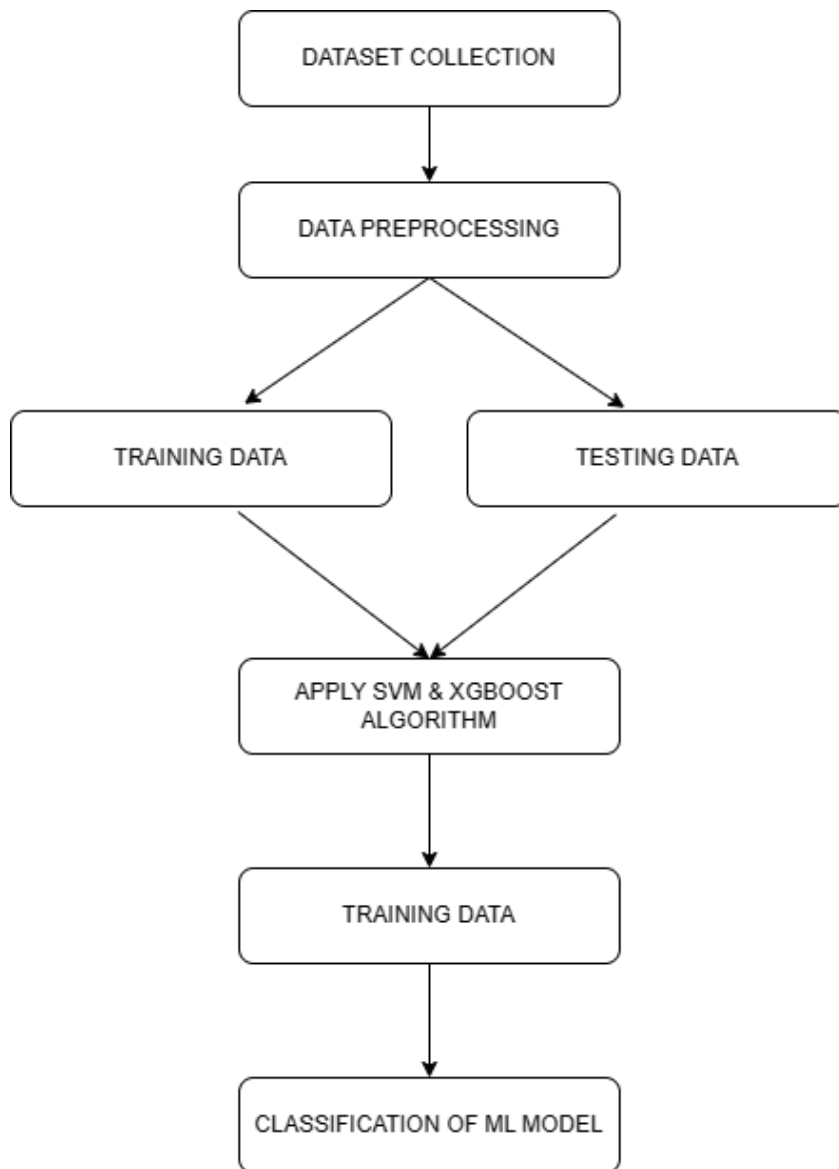 DATASET COLLECTION
DATA PREPROCESSING
TRAINING DATA
TESTING DATA
APPLY SVM & XGBOOST
ALGORITHM
TRAINING DATA
CLASSIFICATION OF ML MODEL